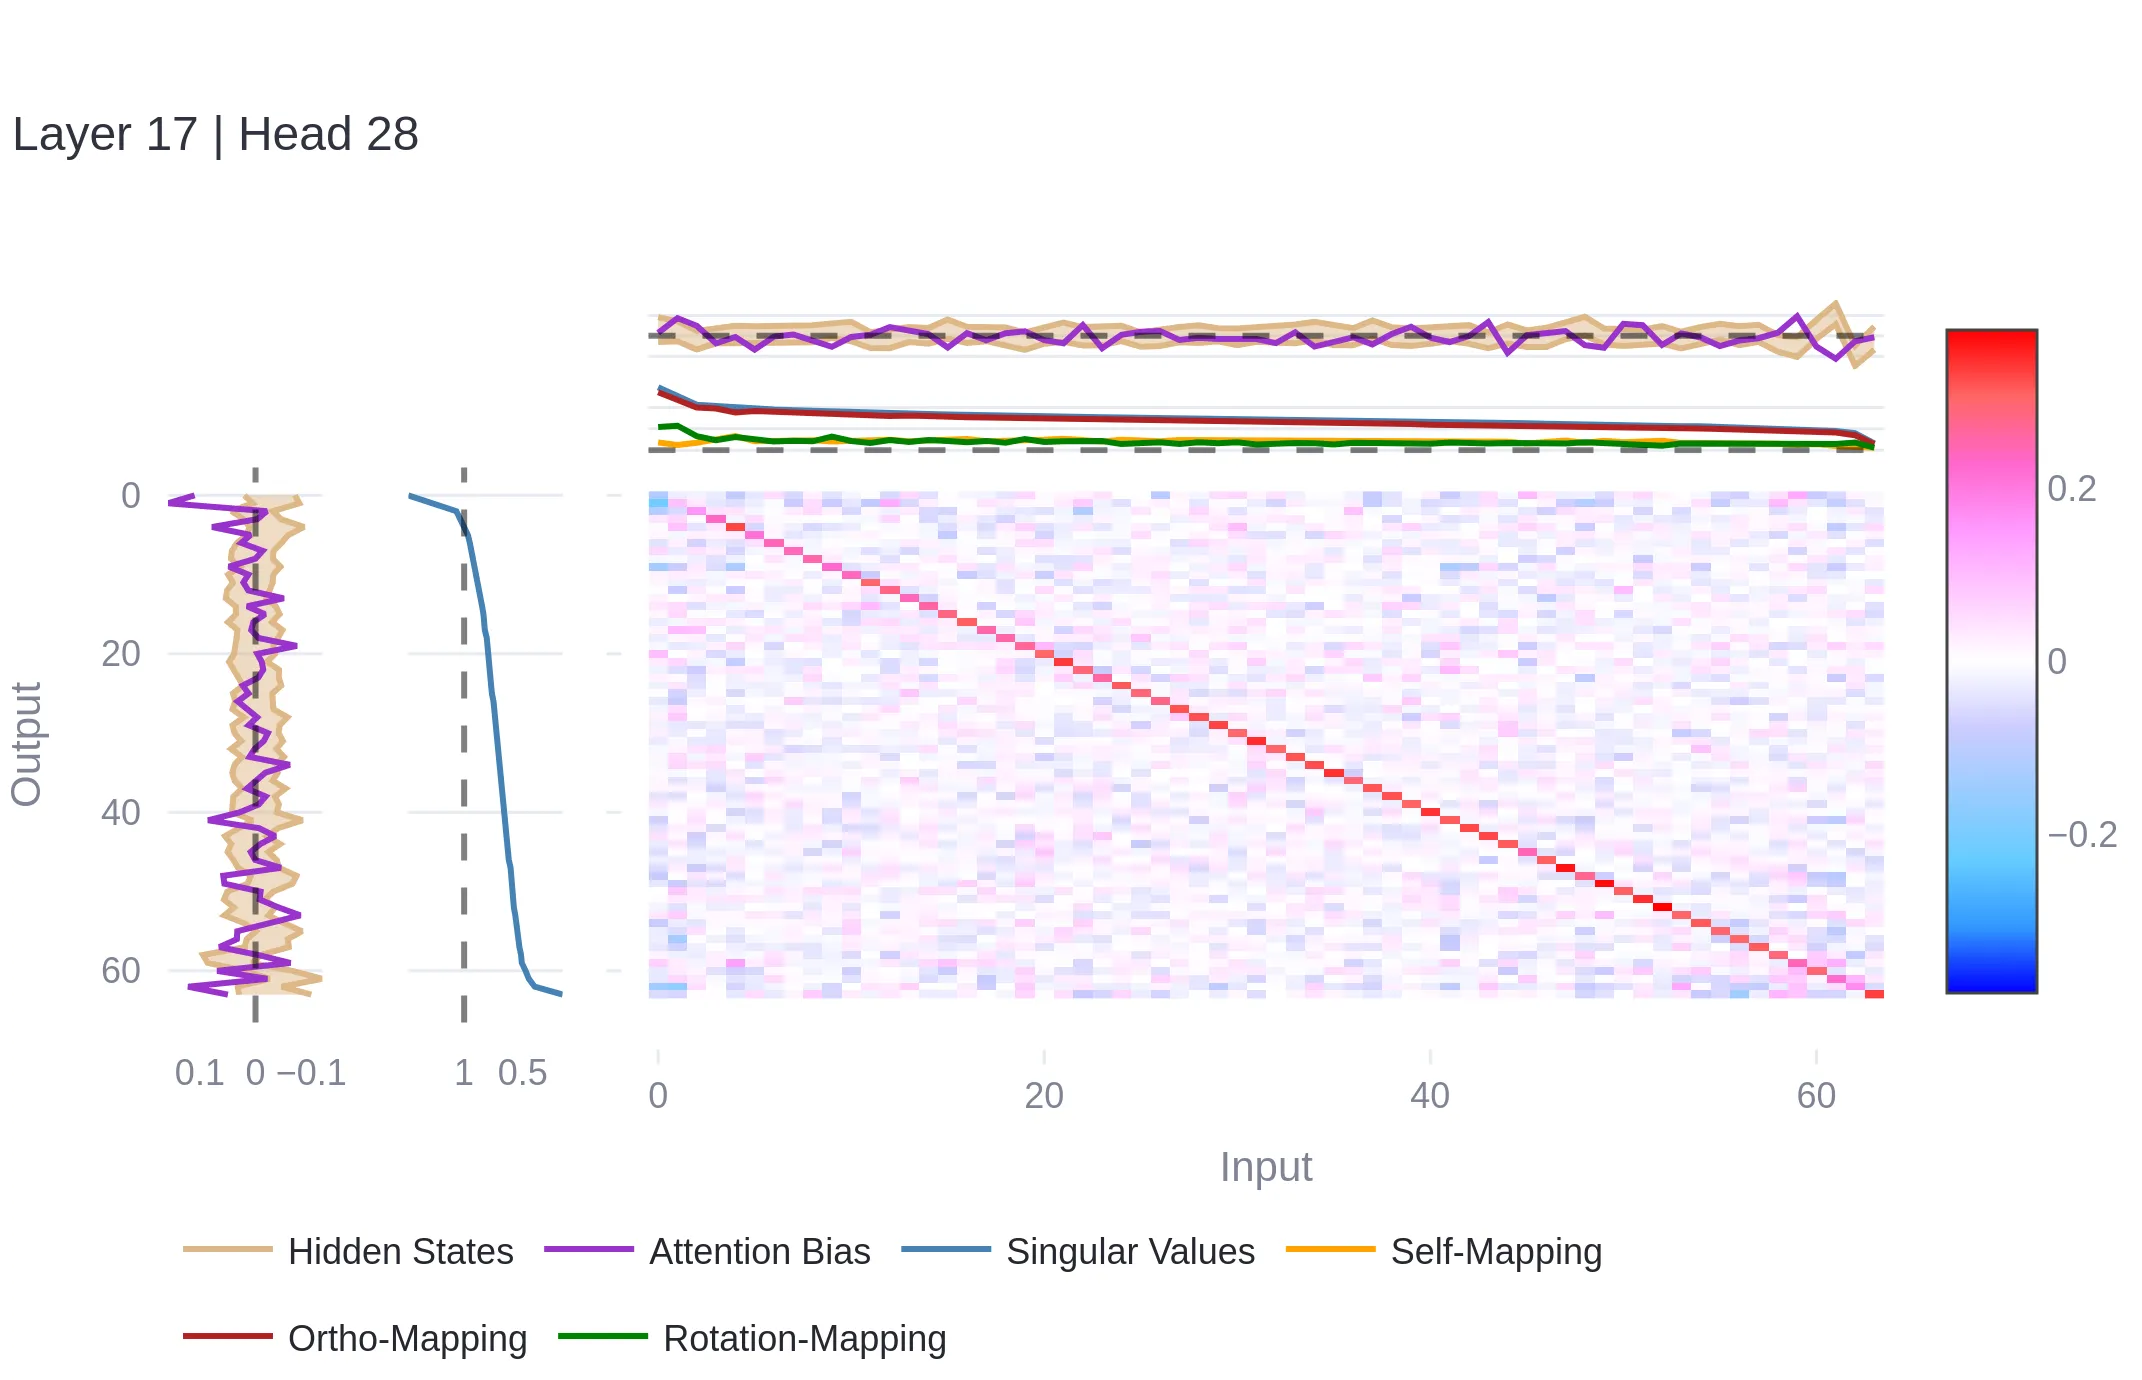 Layer 17 | Head 28
0
20
40
60
Output
0.1 0 −0.1
1 0.5
0 20 40 60
Input
0.2
0
−0.2
Hidden States Attention Bias Singular Values Self-Mapping
Ortho-Mapping Rotation-Mapping